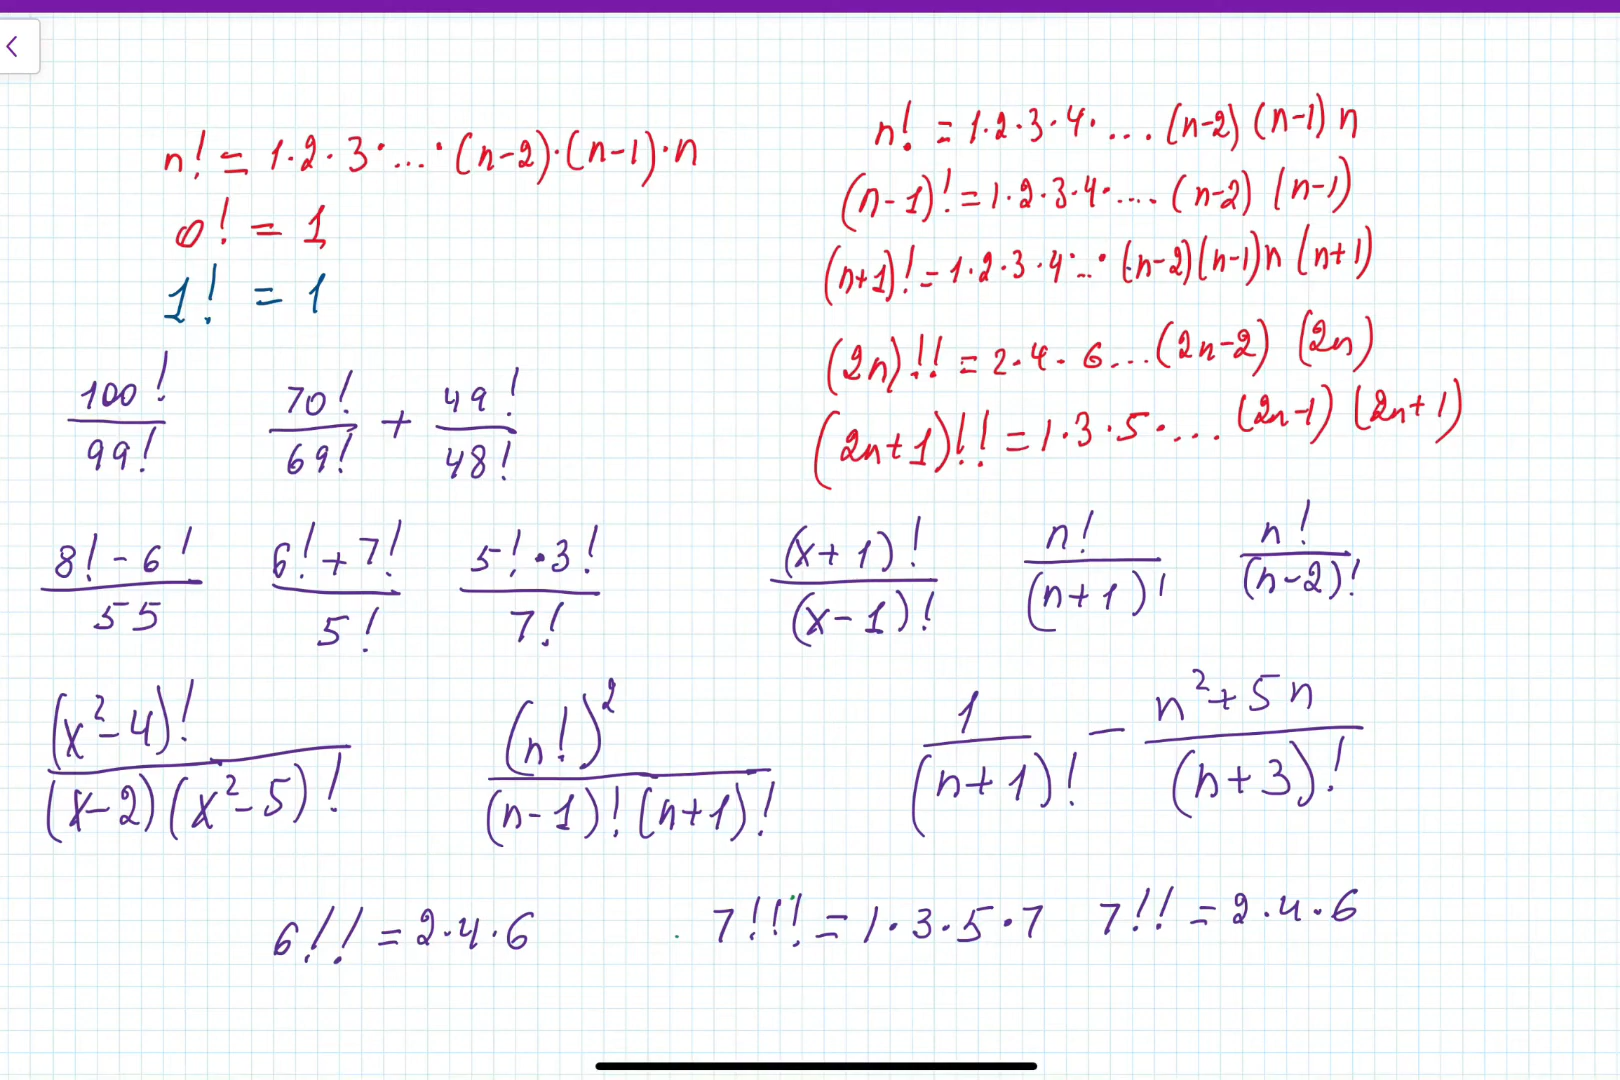 n! = 1·2·3·...·(n-2)·(n-1)·n
0! = 1
1! = 1
n! = 1·2·3·4·...(n-2)(n-1)n
(n-1)! = 1·2·3·4·....(n-2)(n-1)
(n+1)! = 1·2·3·4·...·(n-2)(n-1)n(n+1)
(2n)!! = 2·4·6...(2n-2)(2n)
(2n+1)!! = 1·3·5·...(2n-1)(2n+1)
100!/99!  70!/69! + 49!/48!
(8!-6!)/55  (6!+7!)/5!  (5!·3!)/7!  (x+1)!/(x-1)!  n!/(n+1)!  n!/(n-2)!
(x²-4)!/((x-2)(x²-5)!)  (n!)²/((n-1)!(n+1)!)  1/(n+1)! - (n²+5n)/(n+3)!
6!! = 2·4·6  7!!! = 1·3·5·7  7!! = 2·4·6